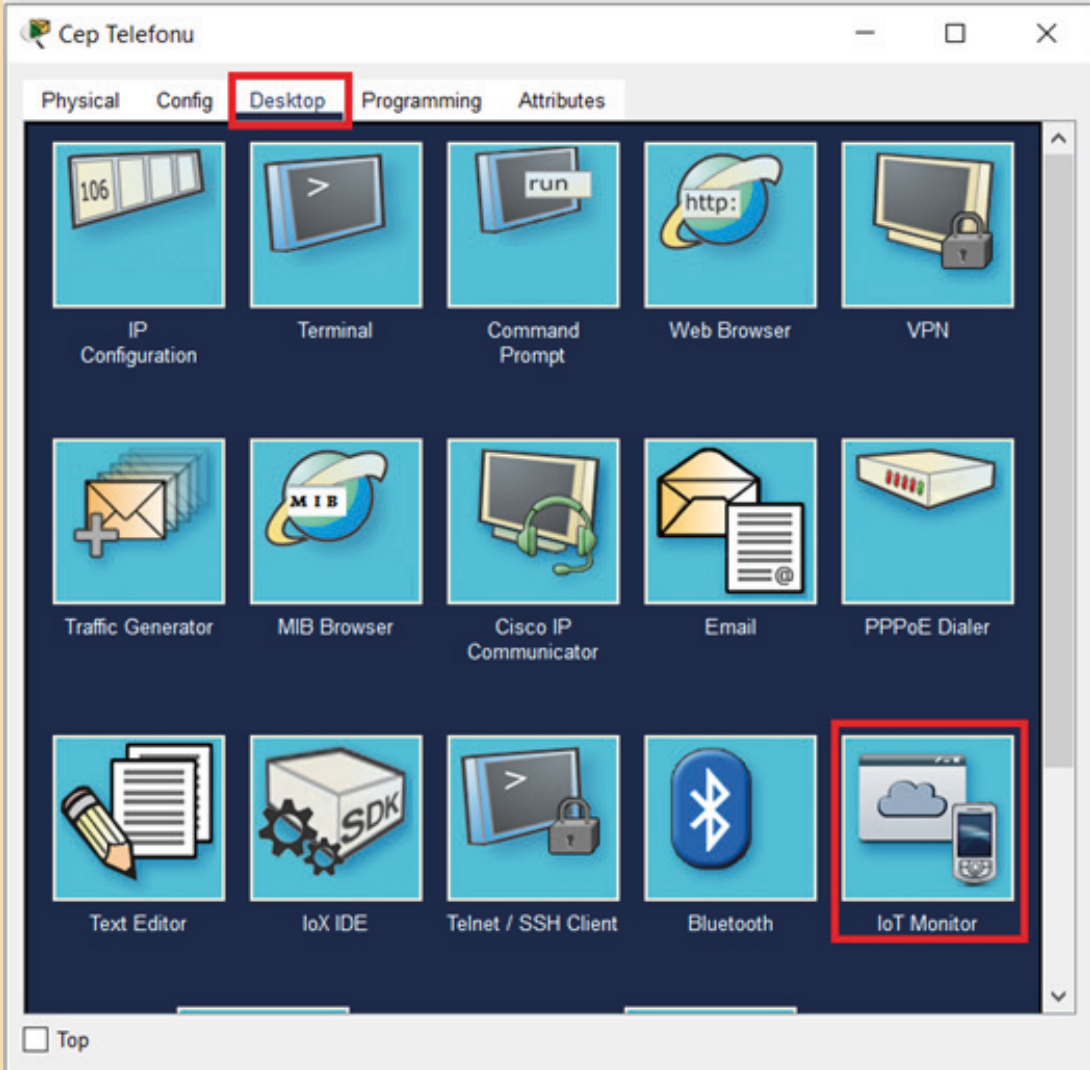 Cep Telefonu
Physical Config Desktop Programming Attributes
106
>
run
http:
IP
Configuration
Terminal
Command
Prompt
Web Browser
VPN
MIB
@
Traffic Generator
MIB Browser
Cisco IP
Communicator
Email
PPPoE Dialer
SDK
>
Text Editor
IoX IDE
Telnet / SSH Client
Bluetooth
IoT Monitor
Top